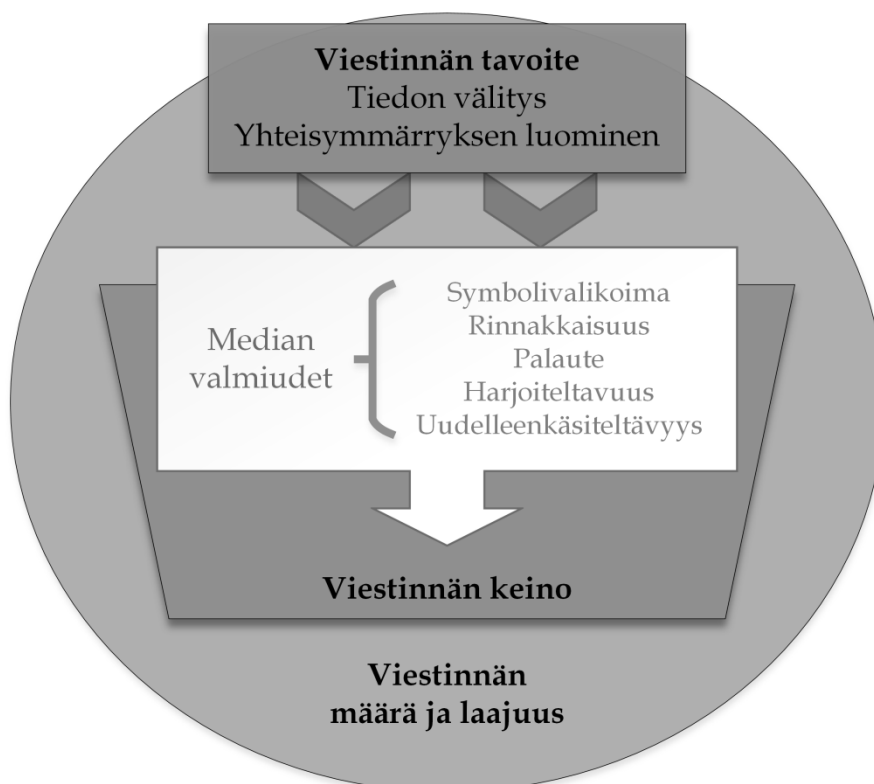 Viestinnän tavoite
Tiedon välitys
Yhteisymmärryksen luominen
Median
valmiudet
Symbolivalikoima
Rinnakkaisuus
Palaute
Harjoiteltavuus
Uudelleenkäsiteltävyys
Viestinnän keino
Viestinnän
määrä ja laajuus